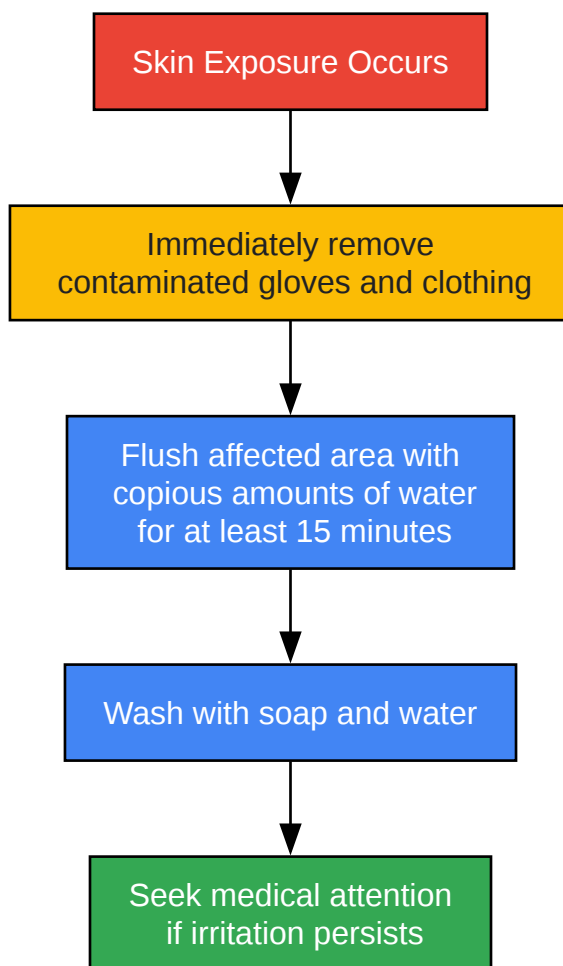 Skin Exposure Occurs
Immediately remove
contaminated gloves and clothing
Flush affected area with
copious amounts of water
for at least 15 minutes
Wash with soap and water
Seek medical attention
if irritation persists